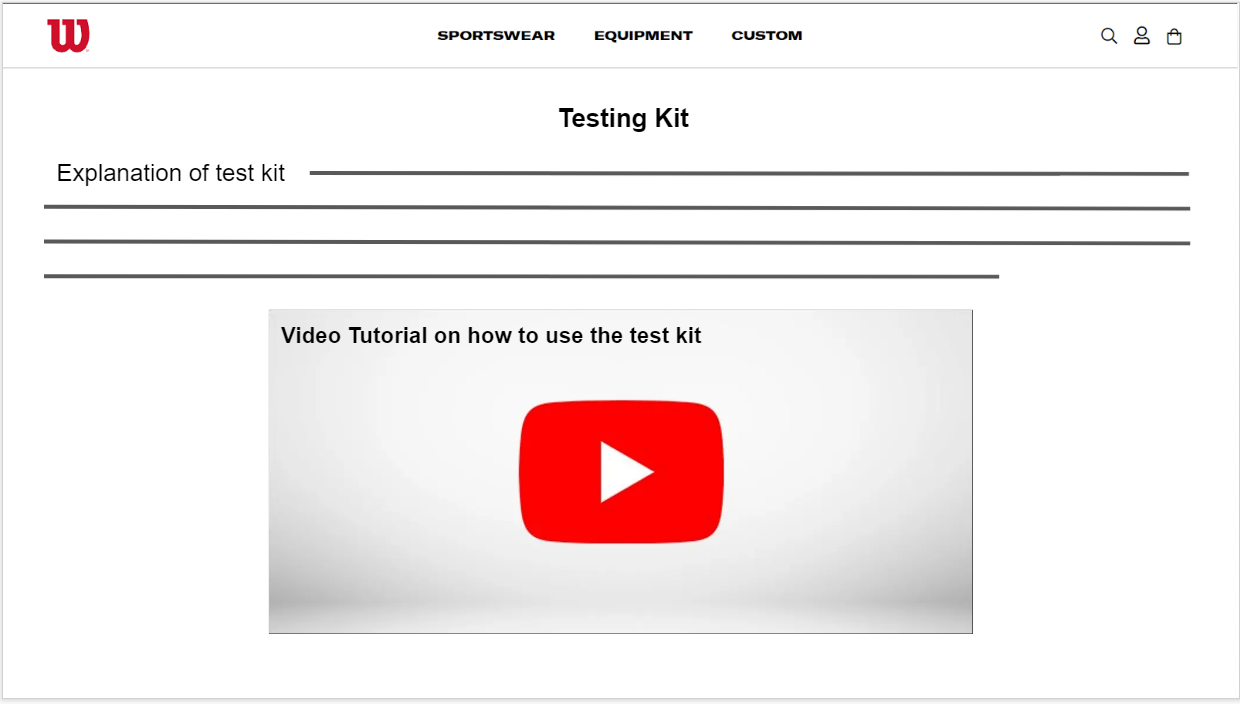 W
SPORTSWEAR EQUIPMENT CUSTOM
Testing Kit
Explanation of test kit
Video Tutorial on how to use the test kit